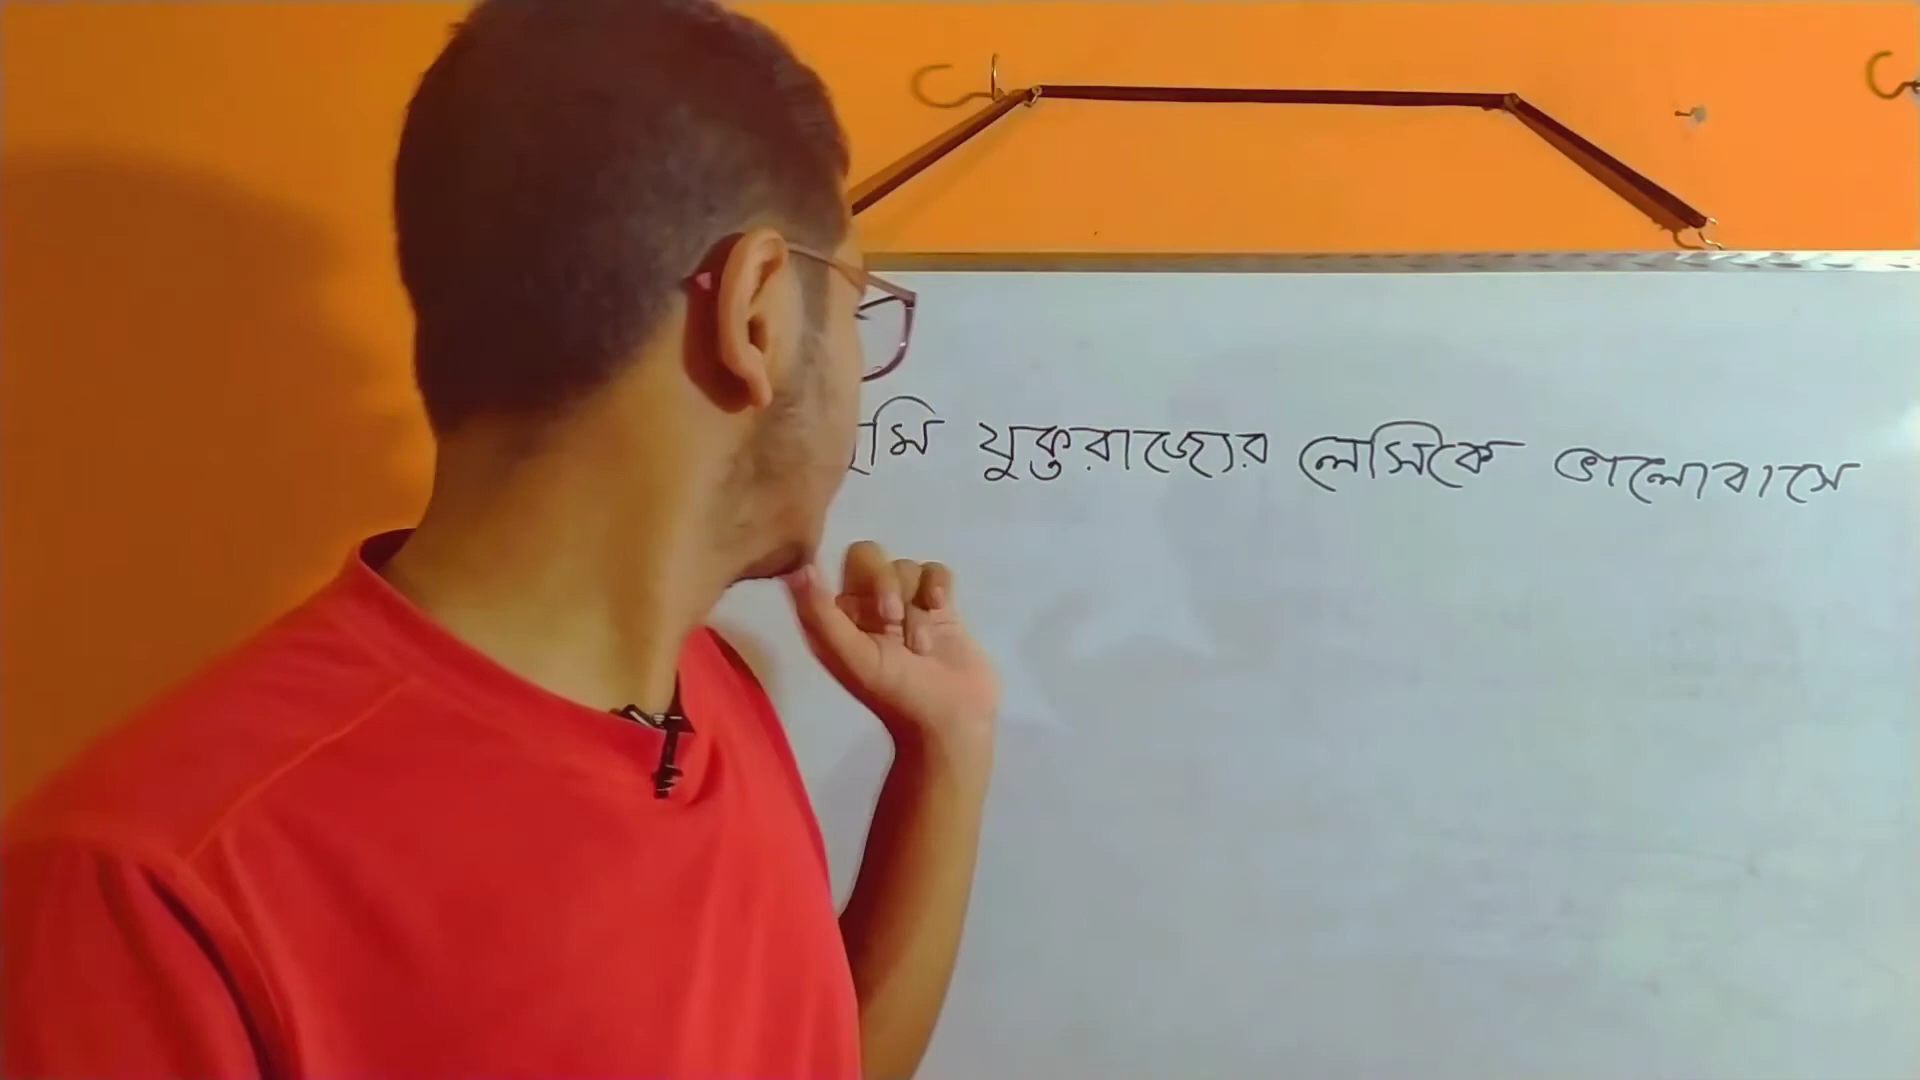 যুক্তরাজ্যের লেসিকে ভালোবাসে